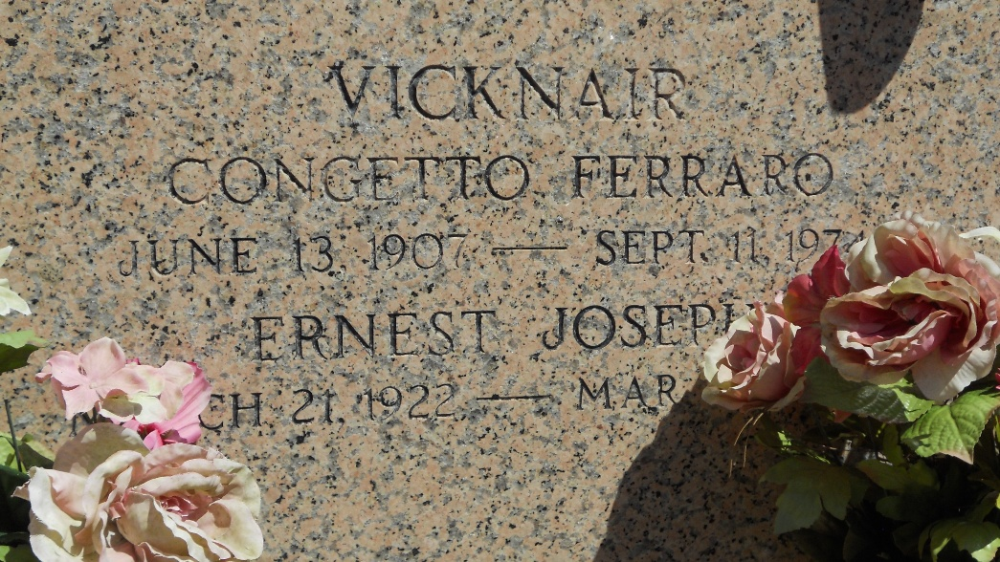 VICKNAIR
CONGETTO FERRARO
JUNE 13, 1907 — SEPT. 11, 197
ERNEST JOSEPH
CH 21, 1922 — MAR